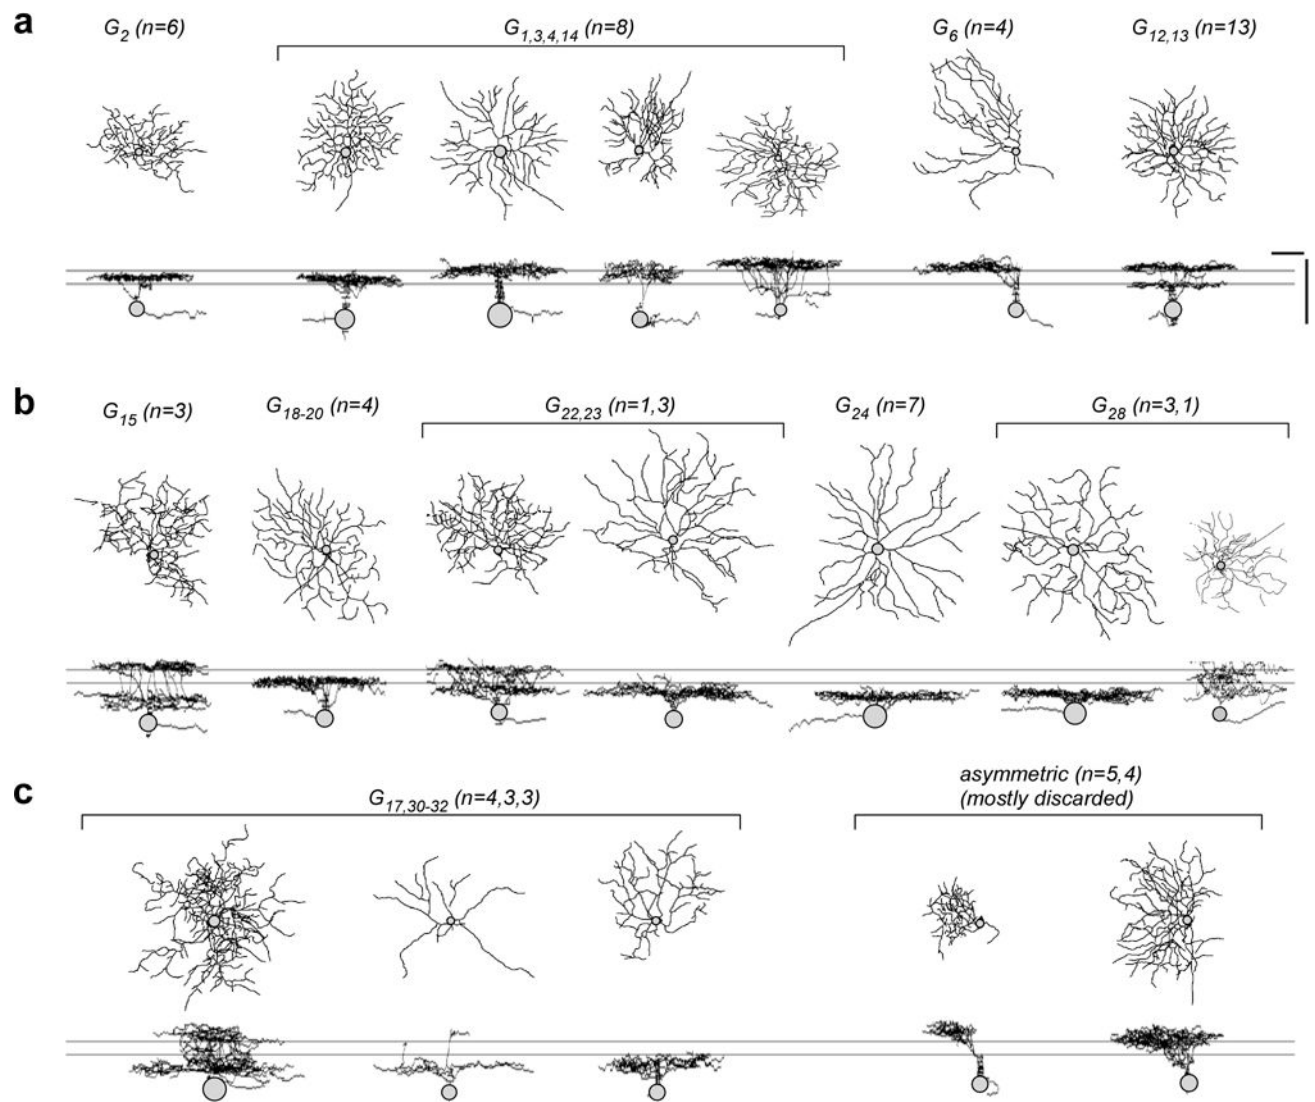 a
G2 (n=6)
G1,3,4,14 (n=8)
G6 (n=4)
G12,13 (n=13)
b
G15 (n=3)
G18-20 (n=4)
G22,23 (n=1,3)
G24 (n=7)
G28 (n=3,1)
c
G17,30-32 (n=4,3,3)
asymmetric (n=5,4)
(mostly discarded)